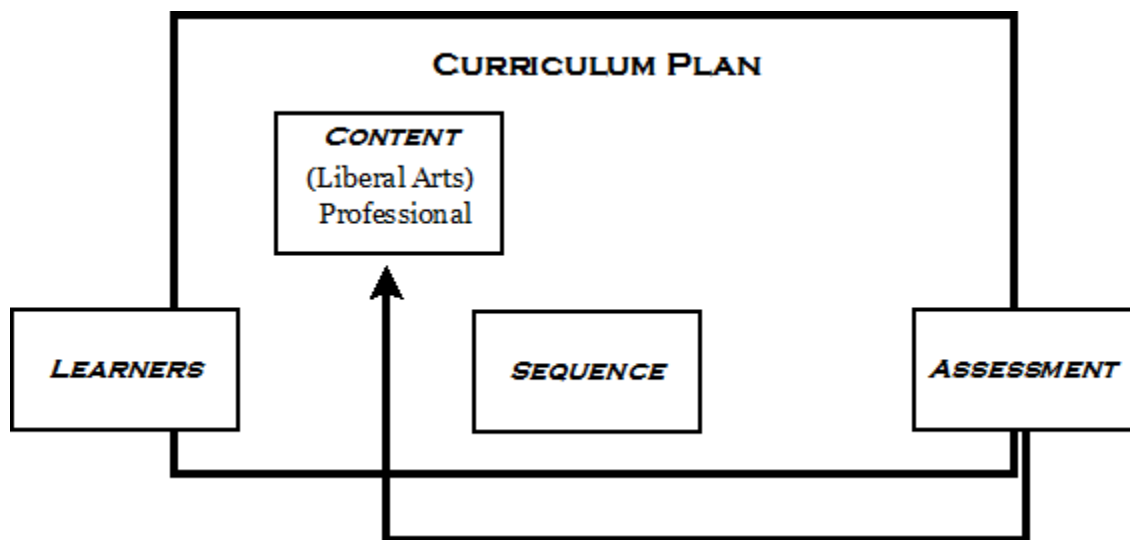 CURRICULUM PLAN
CONTENT
(Liberal Arts)
Professional
LEARNERS
SEQUENCE
ASSESSMENT